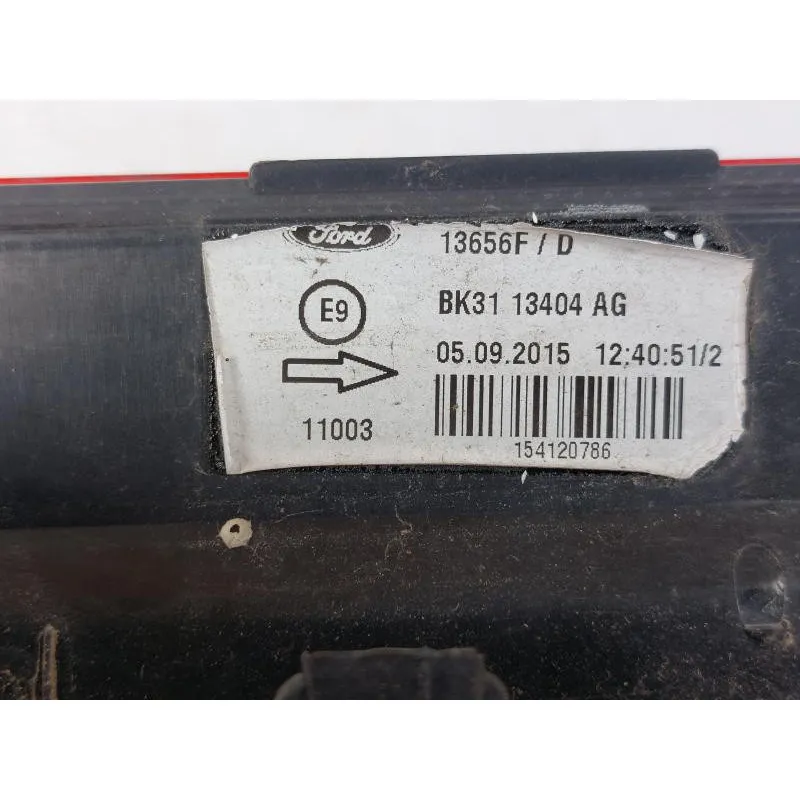 Ford
13656F / D
E9
BK31 13404 AG
05.09.2015 12:40:51/2
11003
154120786